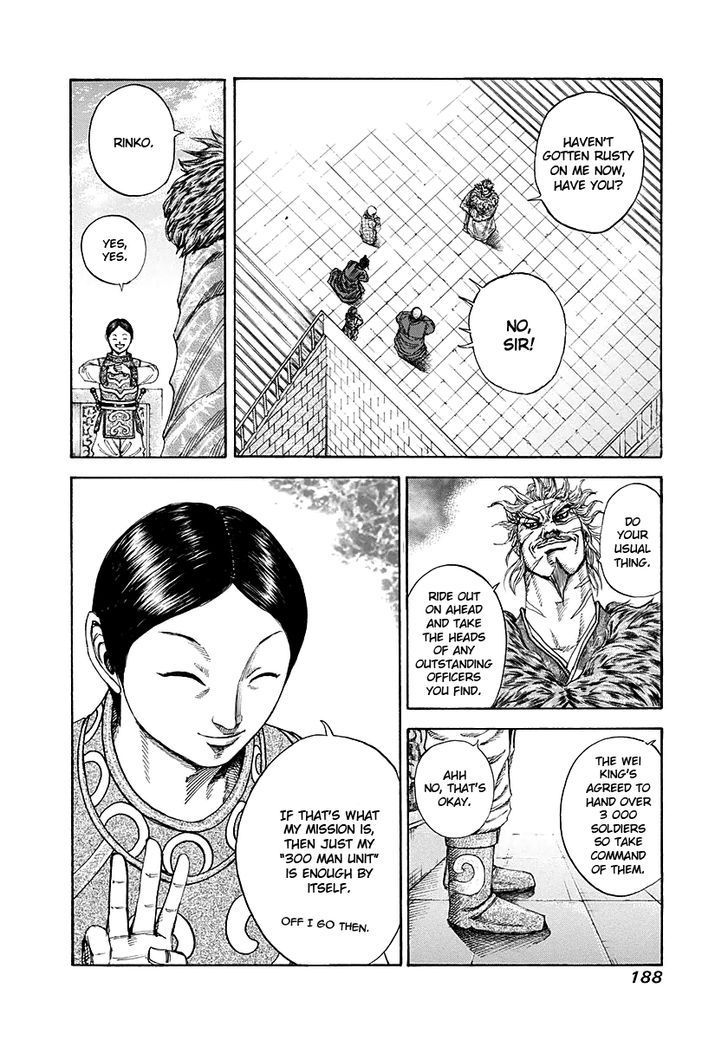 HAVEN'T
GOTTEN RUSTY
ON ME NOW,
HAVE YOU?
NO,
SIR!
RINKO.
YES,
YES.
DO
YOUR
USUAL
THING.
RIDE OUT
ON AHEAD
AND TAKE
THE HEADS
OF ANY
OUTSTANDING
OFFICERS
YOU FIND.
THE WEI
KING'S
AGREED TO
HAND OVER
3 000
SOLDIERS
SO TAKE
COMMAND
OF THEM.
AHH
NO, THAT'S
OKAY.
IF THAT'S WHAT
MY MISSION IS,
THEN JUST MY
"300 MAN UNIT"
IS ENOUGH BY
ITSELF.
OFF I GO THEN.
188